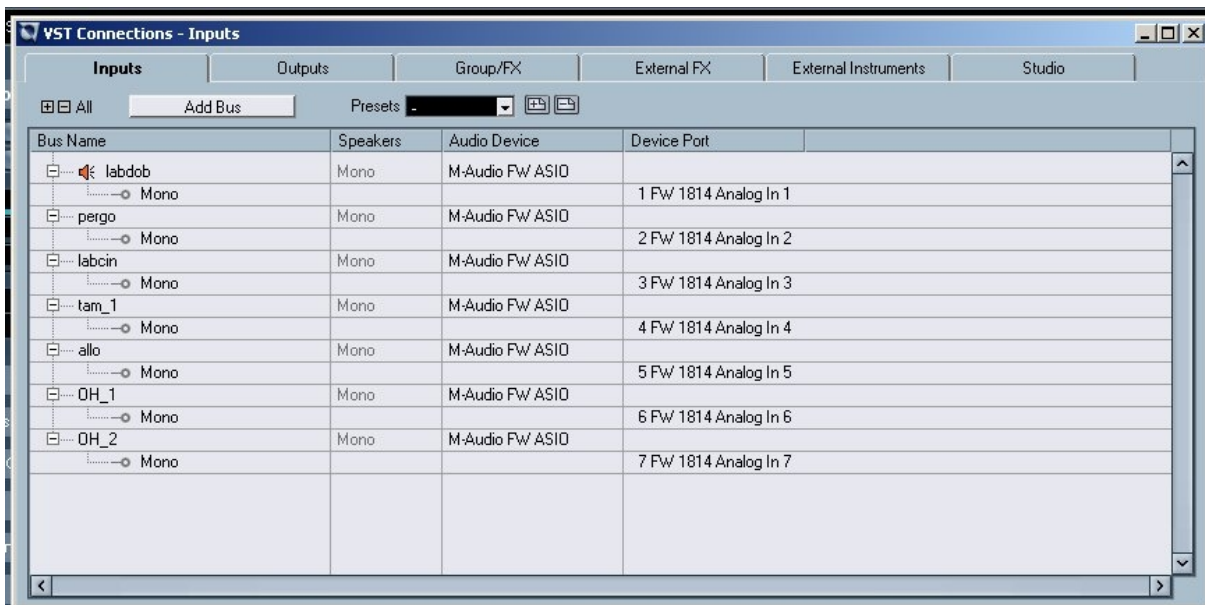 VST Connections - Inputs
Inputs Outputs Group/FX External FX External Instruments Studio
All Add Bus Presets -
Bus Name Speakers Audio Device Device Port
labdob Mono M-Audio FW ASIO
Mono 1 FW 1814 Analog In 1
pergo Mono M-Audio FW ASIO
Mono 2 FW 1814 Analog In 2
labcin Mono M-Audio FW ASIO
Mono 3 FW 1814 Analog In 3
tam_1 Mono M-Audio FW ASIO
Mono 4 FW 1814 Analog In 4
allo Mono M-Audio FW ASIO
Mono 5 FW 1814 Analog In 5
OH_1 Mono M-Audio FW ASIO
Mono 6 FW 1814 Analog In 6
OH_2 Mono M-Audio FW ASIO
Mono 7 FW 1814 Analog In 7